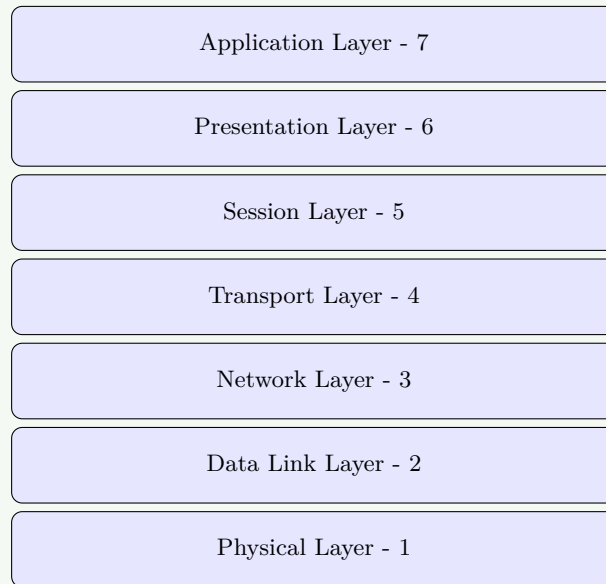 Application Layer - 7
Presentation Layer - 6
Session Layer - 5
Transport Layer - 4
Network Layer - 3
Data Link Layer - 2
Physical Layer - 1